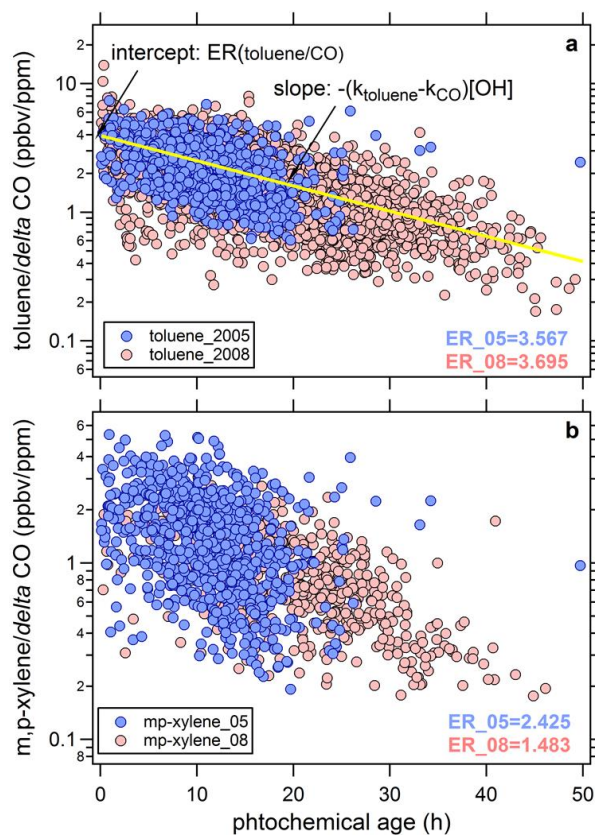 a
intercept: ER(toluene/CO)
slope: -(ktoluene-kCO)[OH]
toluene/delta CO (ppbv/ppm)
2
10
6
4
2
1
6
4
2
0.1
6
toluene_2005
toluene_2008
ER_05=3.567
ER_08=3.695
b
m,p-xylene/delta CO (ppbv/ppm)
6
4
2
1
8
6
4
2
0.1
8
mp-xylene_05
mp-xylene_08
ER_05=2.425
ER_08=1.483
0 10 20 30 40 50
phtochemical age (h)